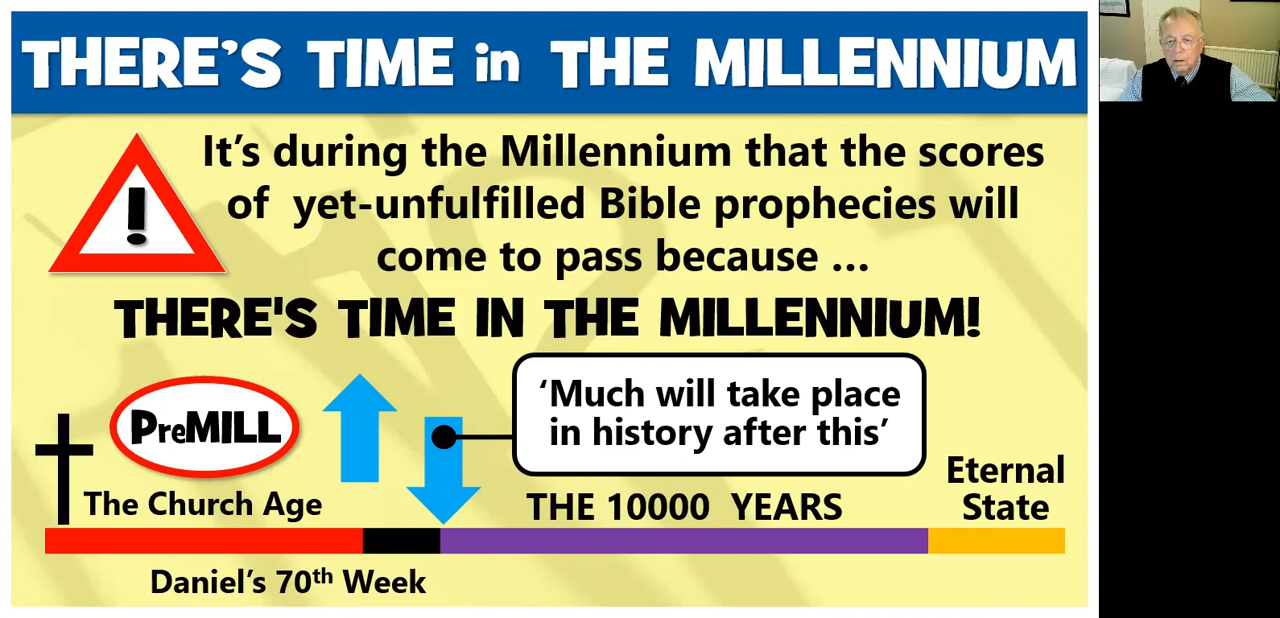 THERE'S TIME in THE MILLENNIUM
It's during the Millennium that the scores
of yet-unfulfilled Bible prophecies will
come to pass because ...
THERE'S TIME IN THE MILLENNIUM!
PreMILL
'Much will take place
in history after this'
The Church Age
THE 10000 YEARS
Eternal
State
Daniel's 70th Week